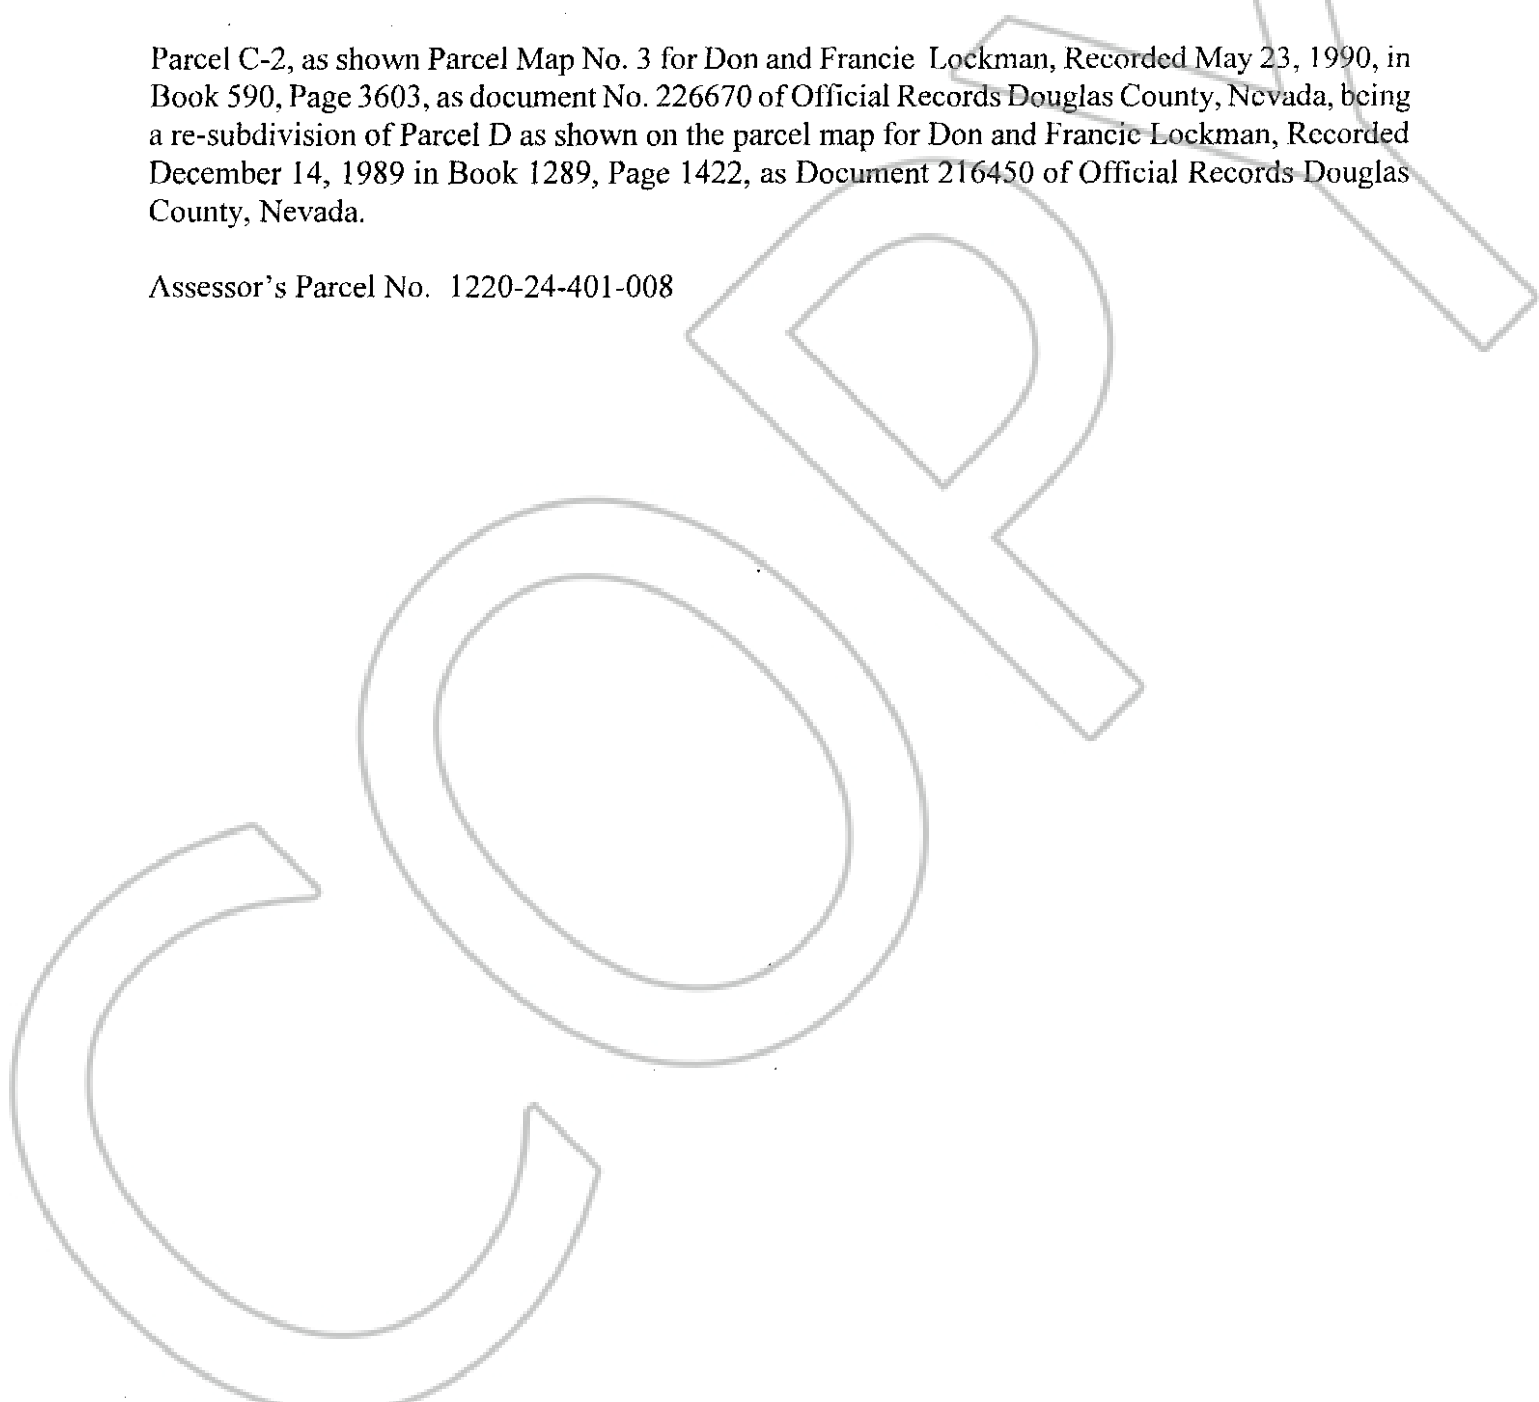 Parcel C-2, as shown Parcel Map No. 3 for Don and Francie Lockman, Recorded May 23, 1990, in
Book 590, Page 3603, as document No. 226670 of Official Records Douglas County, Nevada, being
a re-subdivision of Parcel D as shown on the parcel map for Don and Francie Lockman, Recorded
December 14, 1989 in Book 1289, Page 1422, as Document 216450 of Official Records Douglas
County, Nevada.
Assessor's Parcel No. 1220-24-401-008
COPY